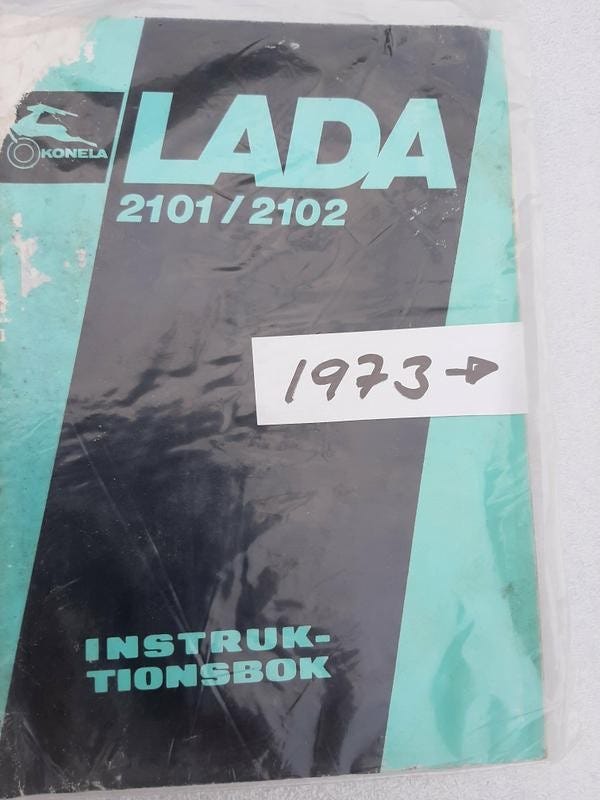 KONELA
LADA
2101/2102
1973 →
INSTRUK-
TIONSBOK